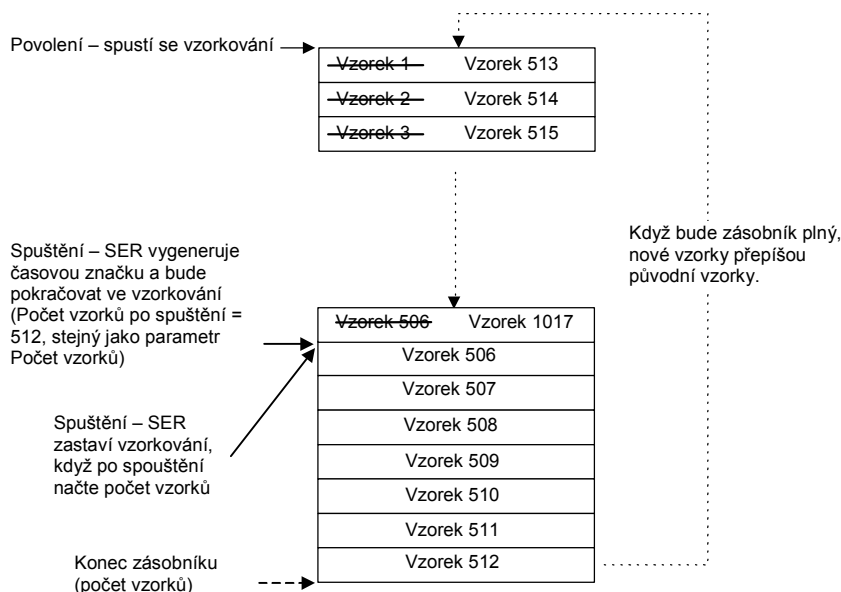 Povolení – spustí se vzorkování
Vzorek 1 Vzorek 513
Vzorek 2 Vzorek 514
Vzorek 3 Vzorek 515
Když bude zásobník plný,
nové vzorky přepíšou
původní vzorky.
Spuštění – SER vygeneruje
časovou značku a bude
pokračovat ve vzorkování
(Počet vzorků po spuštění =
512, stejný jako parametr
Počet vzorků)
Vzorek 506 Vzorek 1017
Vzorek 506
Vzorek 507
Vzorek 508
Vzorek 509
Vzorek 510
Vzorek 511
Vzorek 512
Spuštění – SER
zastaví vzorkování,
když po spouštění
načte počet vzorků
Konec zásobníku
(počet vzorků)